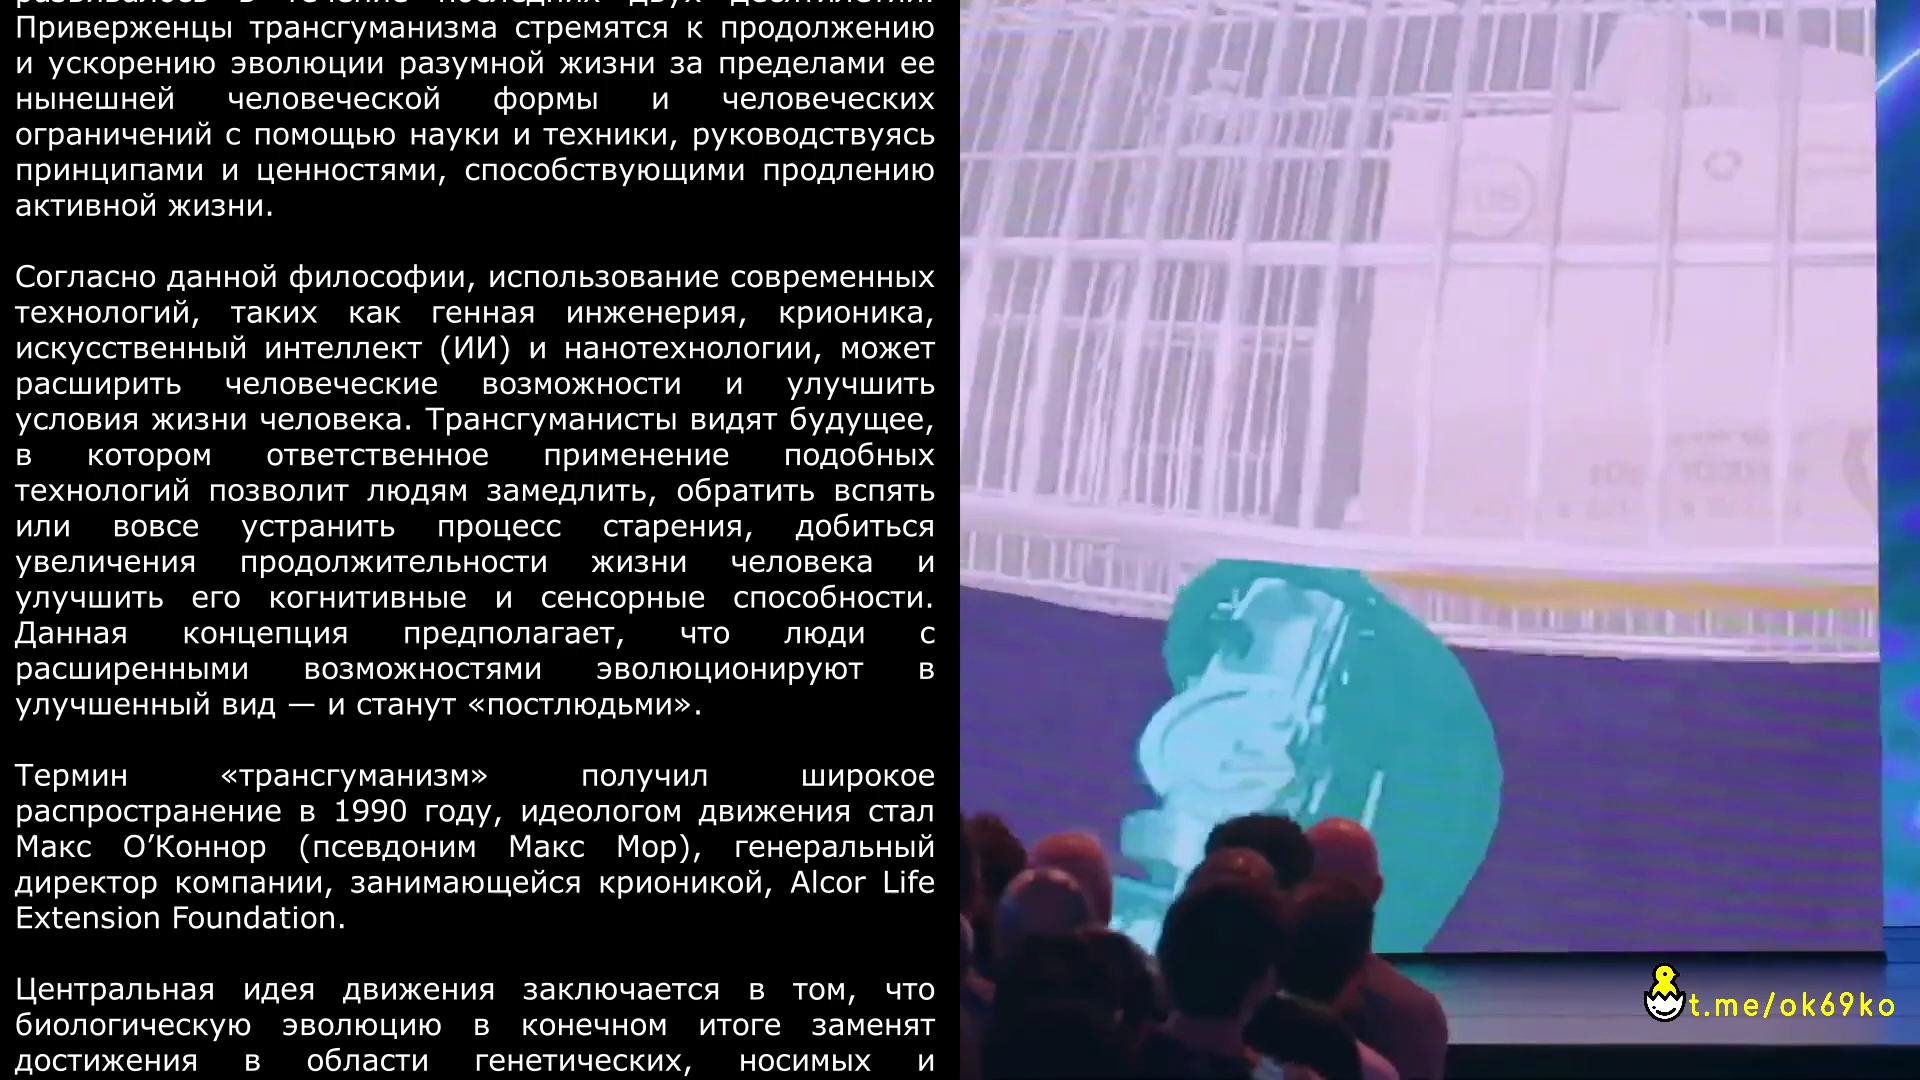 развивалось в течение последних двух десятилетий.
Приверженцы трансгуманизма стремятся к продолжению
и ускорению эволюции разумной жизни за пределами ее
нынешней человеческой формы и человеческих
ограничений с помощью науки и техники, руководствуясь
принципами и ценностями, способствующими продлению
активной жизни.
Согласно данной философии, использование современных
технологий, таких как генная инженерия, крионика,
искусственный интеллект (ИИ) и нанотехнологии, может
расширить человеческие возможности и улучшить
условия жизни человека. Трансгуманисты видят будущее,
в котором ответственное применение подобных
технологий позволит людям замедлить, обратить вспять
или вовсе устранить процесс старения, добиться
увеличения продолжительности жизни человека и
улучшить его когнитивные и сенсорные способности.
Данная концепция предполагает, что люди с
расширенными возможностями эволюционируют в
улучшенный вид — и станут «постлюдьми».
Термин «трансгуманизм» получил широкое
распространение в 1990 году, идеологом движения стал
Макс О’Коннор (псевдоним Макс Мор), генеральный
директор компании, занимающейся крионикой, Alcor Life
Extension Foundation.
Центральная идея движения заключается в том, что
биологическую эволюцию в конечном итоге заменят
достижения в области генетических, носимых и
t.me/ok69ko